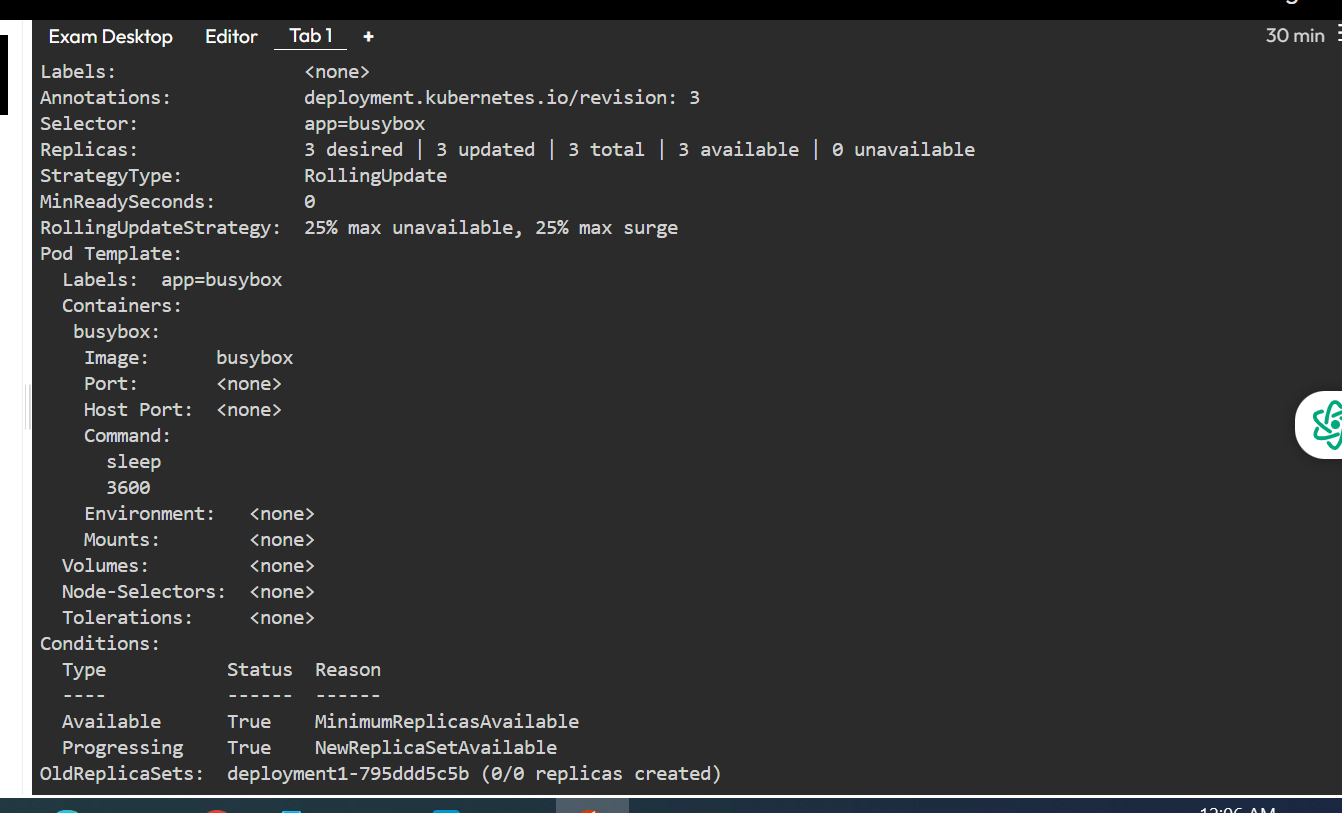 Exam Desktop Editor Tab 1 + 30 min
Labels: <none>
Annotations: deployment.kubernetes.io/revision: 3
Selector: app=busybox
Replicas: 3 desired | 3 updated | 3 total | 3 available | 0 unavailable
StrategyType: RollingUpdate
MinReadySeconds: 0
RollingUpdateStrategy: 25% max unavailable, 25% max surge
Pod Template:
Labels: app=busybox
Containers:
busybox:
Image: busybox
Port: <none>
Host Port: <none>
Command:
sleep
3600
Environment: <none>
Mounts: <none>
Volumes: <none>
Node-Selectors: <none>
Tolerations: <none>
Conditions:
Type Status Reason
---- ------ ------
Available True MinimumReplicasAvailable
Progressing True NewReplicaSetAvailable
OldReplicaSets: deployment1-795ddd5c5b (0/0 replicas created)